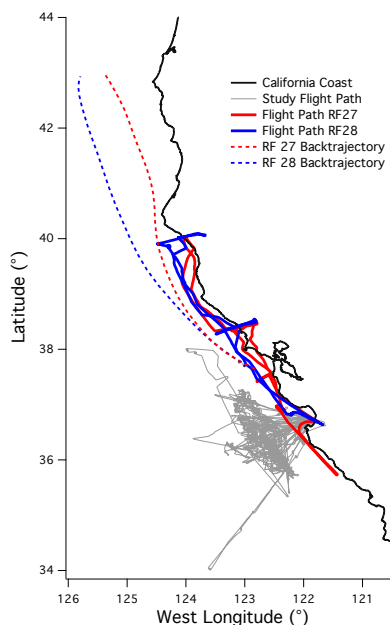 44
42
40
38
36
34
Latitude (°)
California Coast
Study Flight Path
Flight Path RF27
Flight Path RF28
RF 27 Backtrajectory
RF 28 Backtrajectory
126 125 124 123 122 121
West Longitude (°)